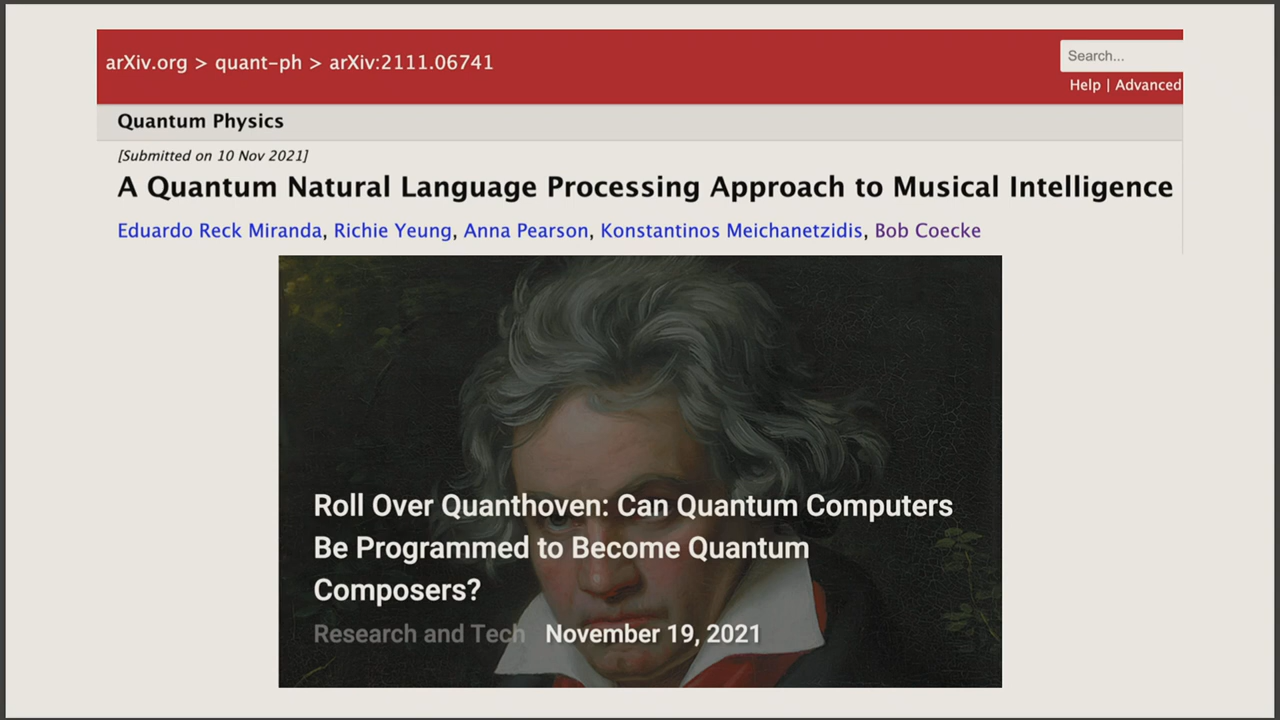 arXiv.org > quant-ph > arXiv:2111.06741
Search...
Help | Advanced
Quantum Physics
[Submitted on 10 Nov 2021]
A Quantum Natural Language Processing Approach to Musical Intelligence
Eduardo Reck Miranda, Richie Yeung, Anna Pearson, Konstantinos Meichanetzidis, Bob Coecke
Roll Over Quanthoven: Can Quantum Computers
Be Programmed to Become Quantum
Composers?
Research and Tech November 19, 2021